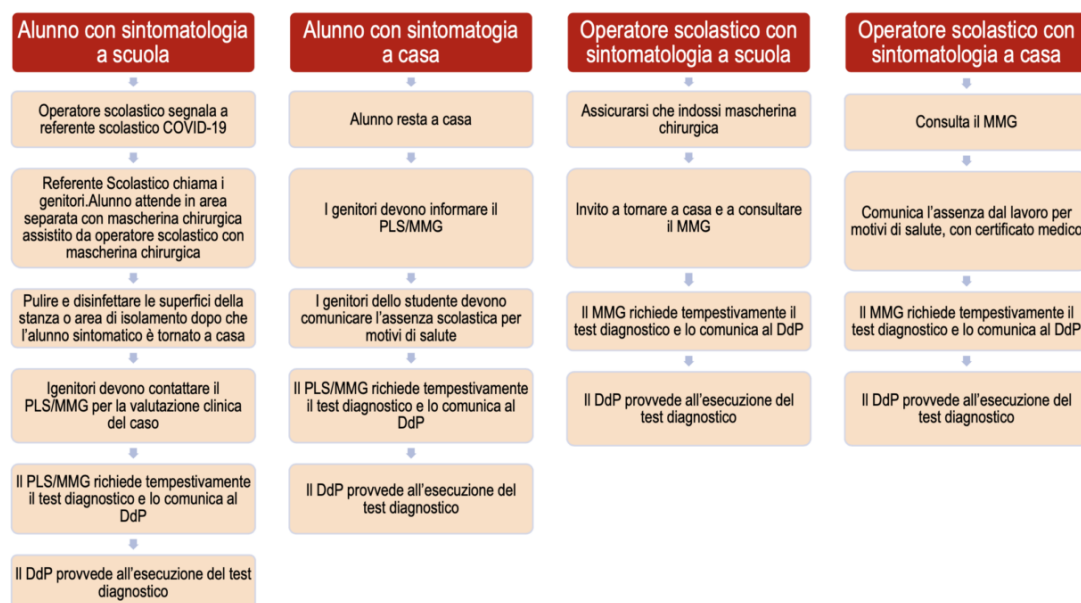 Alunno con sintomatologia
a scuola
Operatore scolastico segnala a
referente scolastico COVID-19
Referente Scolastico chiama i
genitori.Alunno attende in area
separata con mascherina chirurgica
assistito da operatore scolastico con
mascherina chirurgica
Pulire e disinfettare le superfici della
stanza o area di isolamento dopo che
l'alunno sintomatico è tornato a casa
Igenitori devono contattare il
PLS/MMG per la valutazione clinica
del caso
Il PLS/MMG richiede tempestivamente
il test diagnostico e lo comunica al
DdP
Il DdP provvede all'esecuzione del test
diagnostico
Alunno con sintomatogia
a casa
Alunno resta a casa
I genitori devono informare il
PLS/MMG
I genitori dello studente devono
comunicare l'assenza scolastica per
motivi di salute
Il PLS/MMG richiede tempestivamente
il test diagnostico e lo comunica al
DdP
Il DdP provvede all'esecuzione del
test diagnostico
Operatore scolastico con
sintomatologia a scuola
Assicurarsi che indossi mascherina
chirurgica
Invito a tornare a casa e a consultare
il MMG
Il MMG richiede tempestivamente il
test diagnostico e lo comunica al DdP
Il DdP provvede all'esecuzione del
test diagnostico
Operatore scolastico con
sintomatologia a casa
Consulta il MMG
Comunica l'assenza dal lavoro per
motivi di salute, con certificato medico
Il MMG richiede tempestivamente il
test diagnostico e lo comunica al DdP
Il DdP provvede all'esecuzione del
test diagnostico